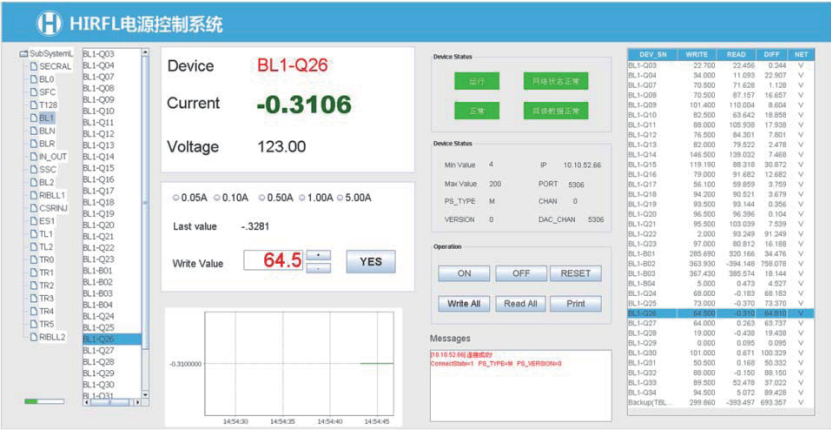 HIRFL电源控制系统
SubSystemL
SECRAL
BL0
SFC
T128
BL1
BLN
BLR
IN_OUT
SSC
BL2
RIBLL1
CSRINJ
ES1
TL1
TL2
TR0
TR1
TR2
TR3
TR4
TR5
RIBLL2
BL1-Q03
BL1-Q04
BL1-Q07
BL1-Q08
BL1-Q09
BL1-Q10
BL1-Q11
BL1-Q12
BL1-Q13
BL1-Q14
BL1-Q15
BL1-Q16
BL1-Q17
BL1-Q18
BL1-Q19
BL1-Q20
BL1-Q21
BL1-Q22
BL1-Q23
BL1-B01
BL1-B02
BL1-B03
BL1-B04
BL1-Q24
BL1-Q25
BL1-Q26
BL1-Q27
BL1-Q28
BL1-Q29
BL1-Q30
BL1-Q31
Device BL1-Q26
Current -0.3106
Voltage 123.00
0.05A 0.10A 0.50A 1.00A 5.00A
Last value -.3281
Write Value 64.5 + - YES
-0.3100000
14:54:30 14:54:35 14:54:40 14:54:45
Device Status
运行 网络状态正常
正常 回读数据正常
Device Status
Min Value 4 IP 10.10.52.66
Max Value 200 PORT 5306
PS_TYPE M CHAN 0
VERSION 0 DAC_CHAN 5306
Operation
ON OFF RESET
Write All Read All Print
Messages
[10.10.52.66] 连接成功!
ConnectState=1 PS_TYPE=M PS_VERSION=0
DEV_SN WRITE READ DIFF NET
BL1-Q03 22.700 22.456 0.244 V
BL1-Q04 34.000 11.093 22.907 V
BL1-Q07 70.500 71.628 1.128 V
BL1-Q08 70.500 87.157 16.657 V
BL1-Q09 101.400 110.004 8.604 V
BL1-Q10 82.500 63.642 18.858 V
BL1-Q11 88.000 105.938 17.938 V
BL1-Q12 76.500 84.301 7.801 V
BL1-Q13 82.000 79.522 2.478 V
BL1-Q14 146.500 139.032 7.468 V
BL1-Q15 119.190 88.318 30.872 V
BL1-Q16 79.000 91.682 12.682 V
BL1-Q17 56.100 59.859 3.759 V
BL1-Q18 94.200 90.521 3.679 V
BL1-Q19 93.500 93.144 0.356 V
BL1-Q20 96.500 96.396 0.104 V
BL1-Q21 95.500 103.039 7.539 V
BL1-Q22 2.000 93.249 91.249 V
BL1-Q23 97.000 80.812 16.188 V
BL1-B01 285.690 320.166 34.476 V
BL1-B02 363.930 -394.148 758.078 V
BL1-B03 367.430 385.574 18.144 V
BL1-B04 5.000 0.473 4.527 V
BL1-Q24 68.000 -0.183 68.183 V
BL1-Q25 73.000 -0.370 73.370 V
BL1-Q26 64.500 -0.310 64.810 V
BL1-Q27 64.000 0.263 63.737 V
BL1-Q28 19.000 -0.438 19.438 V
BL1-Q29 0.000 0.095 0.095 V
BL1-Q30 101.000 0.671 100.329 V
BL1-Q31 50.500 0.168 50.332 V
BL1-Q32 88.000 -0.150 88.150 V
BL1-Q33 89.500 52.478 37.022 V
BL1-Q34 94.500 5.072 89.428 V
Backup(TBL... 299.860 -393.497 693.357 V